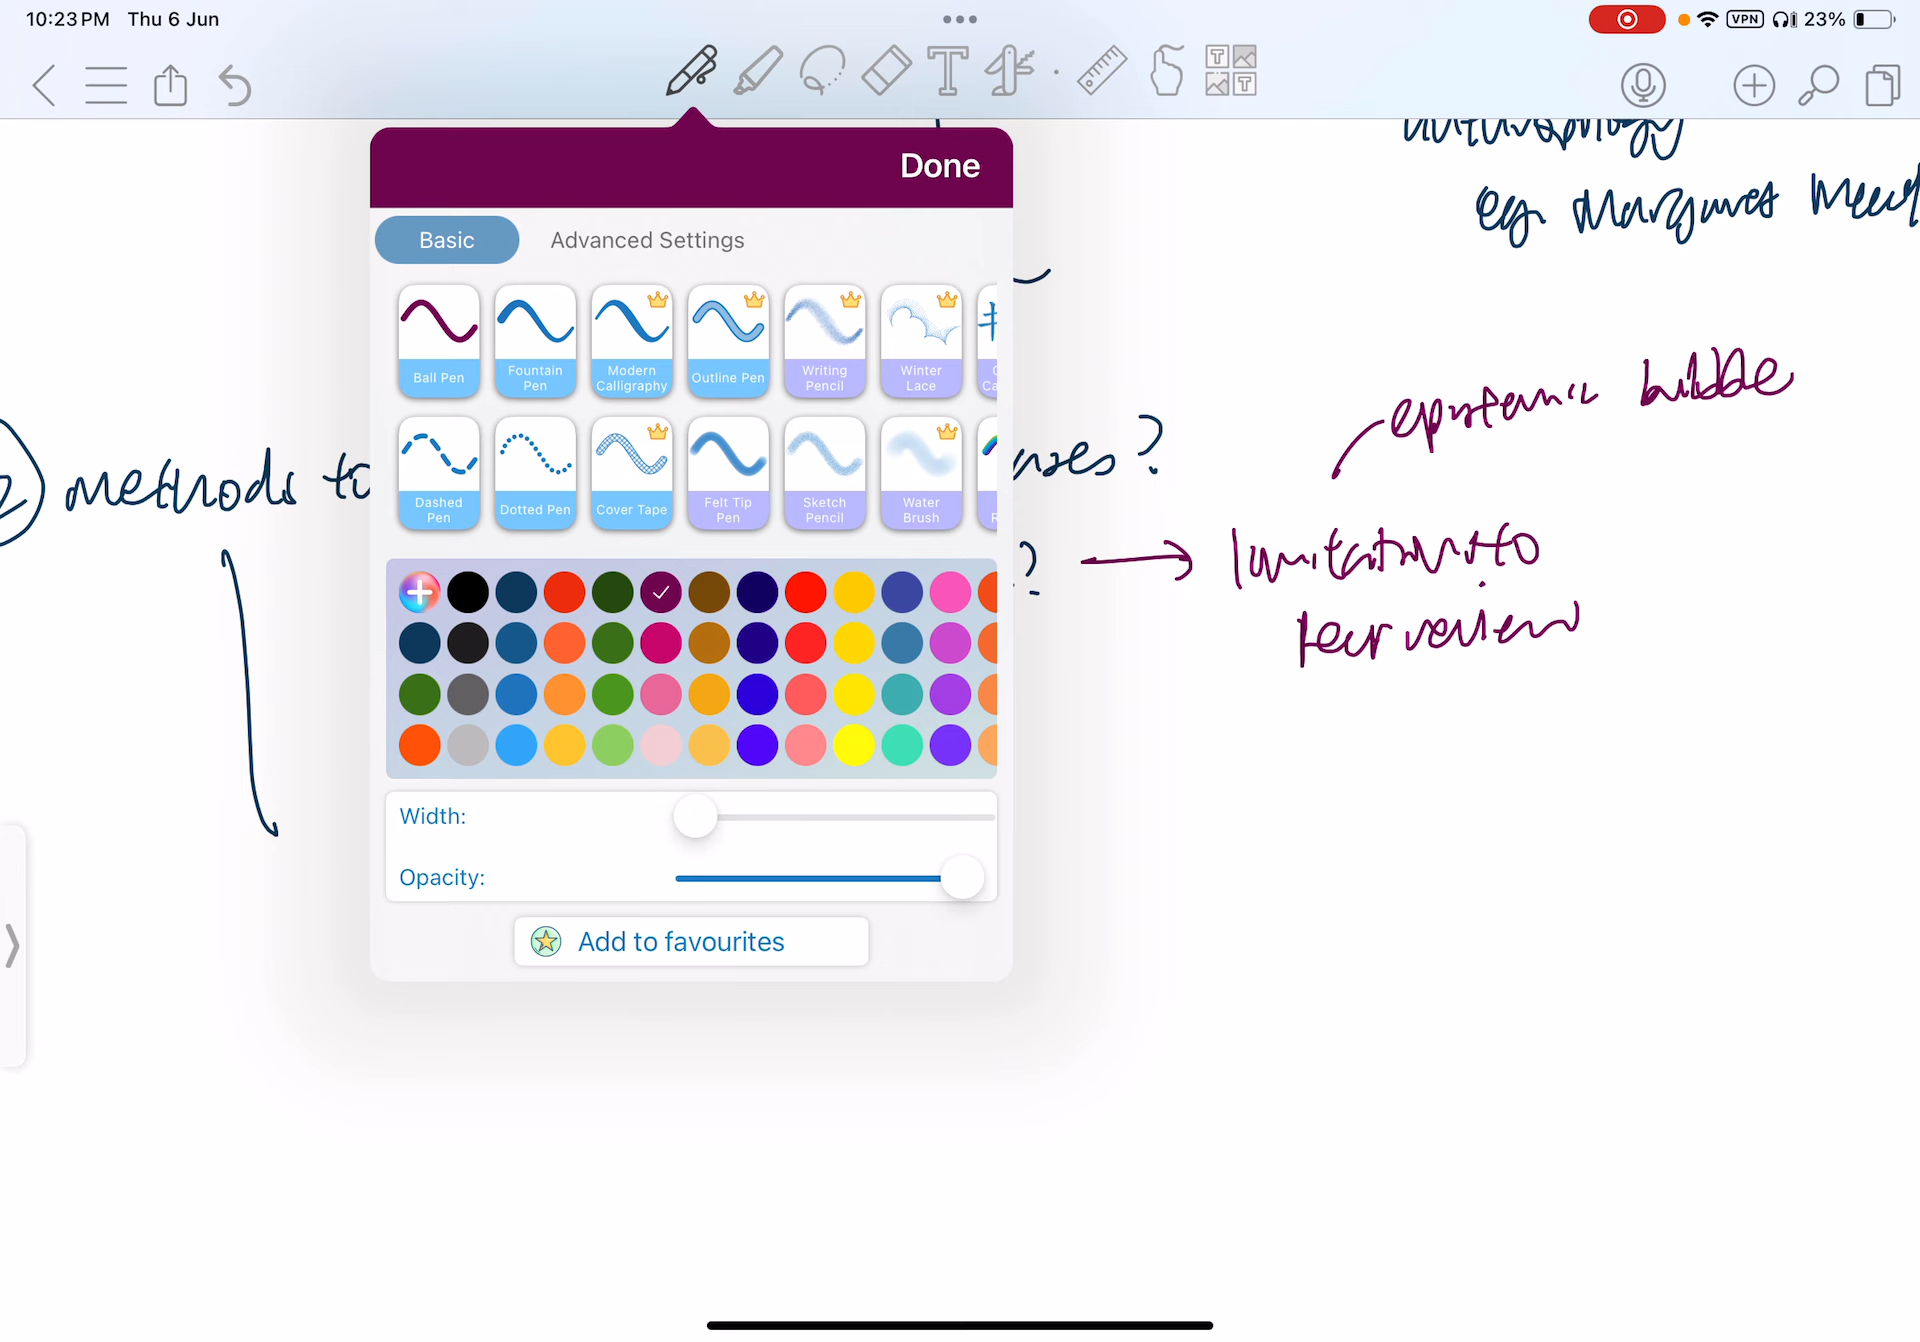 10:23 PM Thu 6 Jun
VPN 23%
Done
Basic Advanced Settings
Ball Pen
Fountain Pen
Modern Calligraphy
Outline Pen
Writing Pencil
Winter Lace
Dashed Pen
Dotted Pen
Cover Tape
Felt Tip Pen
Sketch Pencil
Water Brush
Width:
Opacity:
Add to favourites
eg. Margaret Mead
methods to
?
epistemic bubble
? → limitations to
peer review